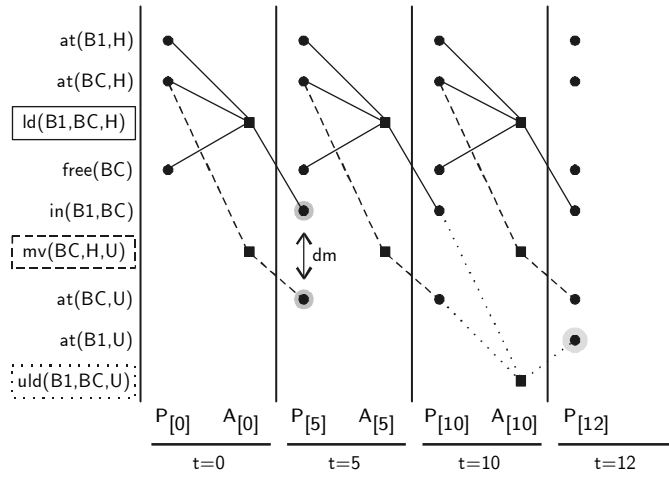 at(B1,H)
at(BC,H)
ld(B1,BC,H)
free(BC)
in(B1,BC)
mv(BC,H,U)
dm
at(BC,U)
at(B1,U)
uld(B1,BC,U)
P[0] A[0] P[5] A[5] P[10] A[10] P[12]
t=0 t=5 t=10 t=12